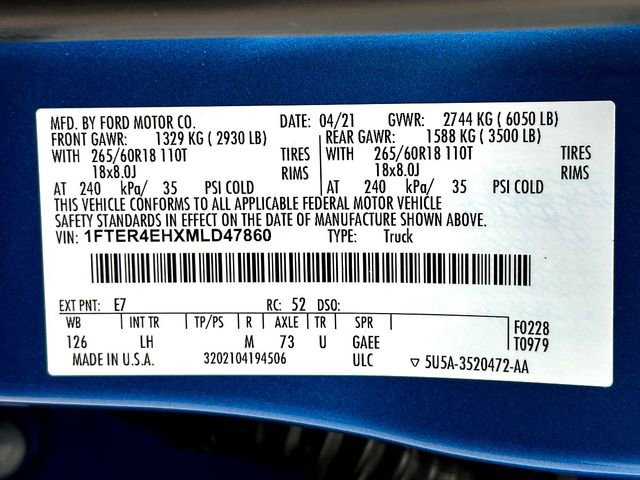 MFD. BY FORD MOTOR CO. DATE: 04/21 GVWR: 2744 KG ( 6050 LB)
FRONT GAWR: 1329 KG ( 2930 LB) REAR GAWR: 1588 KG ( 3500 LB)
WITH 265/60R18 110T TIRES WITH 265/60R18 110T TIRES
18x8.0J RIMS 18x8.0J RIMS
AT 240 kPa/ 35 PSI COLD AT 240 kPa/ 35 PSI COLD
THIS VEHICLE CONFORMS TO ALL APPLICABLE FEDERAL MOTOR VEHICLE
SAFETY STANDARDS IN EFFECT ON THE DATE OF MANUFACTURE SHOWN ABOVE.
VIN: 1FTER4EHXMLD47860 TYPE: Truck
EXT PNT: E7 RC: 52 DSO:
WB INT TR TP/PS R AXLE TR SPR F0228
126 LH M 73 U GAEE T0979
MADE IN U.S.A. 3202104194506 ULC ▽ 5U5A-3520472-AA